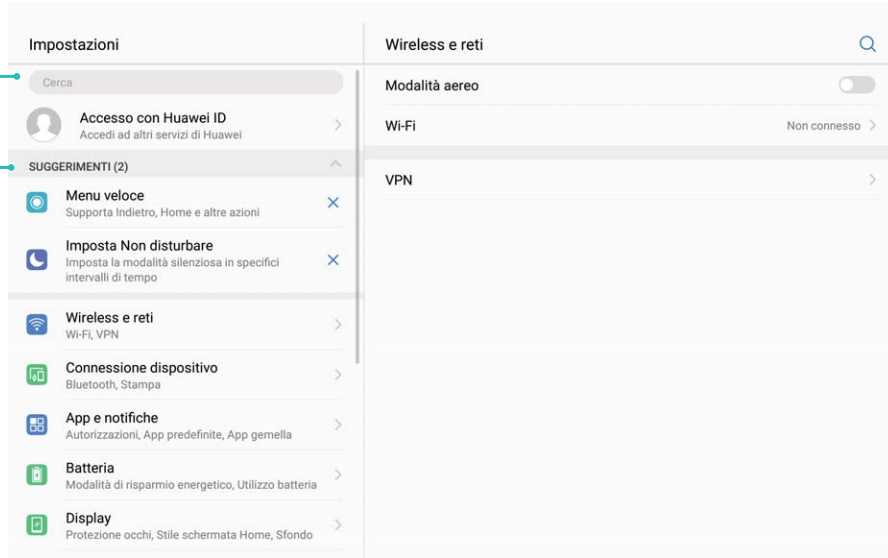 Impostazioni
Cerca
Accesso con Huawei ID
Accedi ad altri servizi di Huawei
SUGGERIMENTI (2)
Menu veloce
Supporta Indietro, Home e altre azioni
Imposta Non disturbare
Imposta la modalità silenziosa in specifici
intervalli di tempo
Wireless e reti
Wi-Fi, VPN
Connessione dispositivo
Bluetooth, Stampa
App e notifiche
Autorizzazioni, App predefinite, App gemella
Batteria
Modalità di risparmio energetico, Utilizzo batteria
Display
Protezione occhi, Stile schermata Home, Sfondo
Wireless e reti
Modalità aereo
Wi-Fi Non connesso
VPN